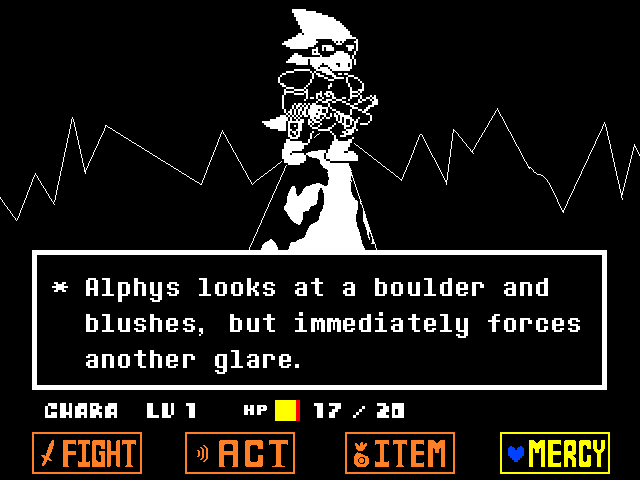 * Alphys looks at a boulder and
blushes, but immediately forces
another glare.
CHARA LV 1 HP 17 / 20
FIGHT ACT ITEM MERCY